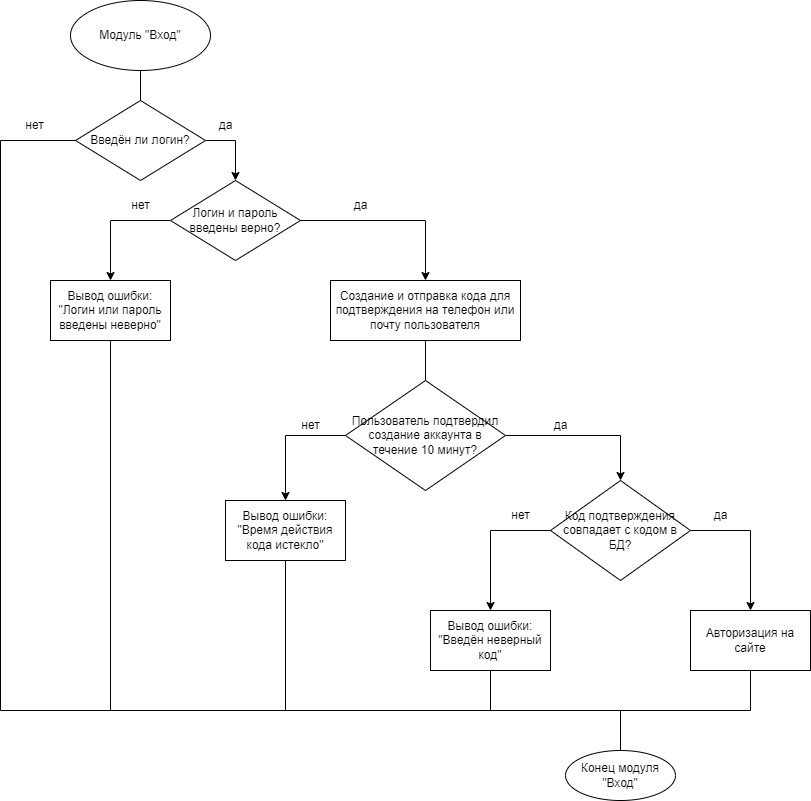 Модуль "Вход"
нет
да
Введён ли логин?
нет
Логин и пароль
введены верно?
да
Вывод ошибки:
"Логин или пароль
введены неверно"
Создание и отправка кода для
подтверждения на телефон или
почту пользователя
нет
Пользователь подтвердил
создание аккаунта в
течение 10 минут?
да
Вывод ошибки:
"Время действия
кода истекло"
нет
Код подтверждения
совпадает с кодом в
БД?
да
Вывод ошибки:
"Введён неверный
код"
Авторизация на
сайте
Конец модуля
"Вход"